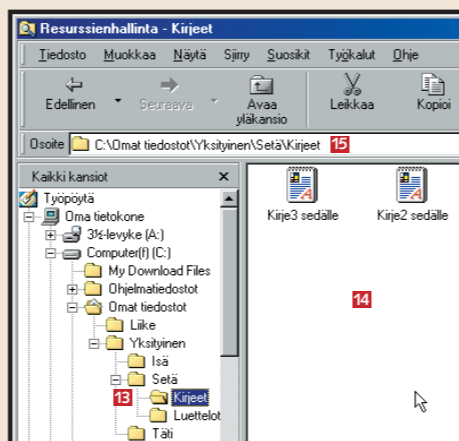 Resurssienhallinta - Kirjeet
Tiedosto Muokkaa Näytä Siirry Suosikit Työkalut Ohje
Edellinen Seuraava Avaa yläkansio Leikkaa Kopioi
Osoite C:\Omat tiedostot\Yksityinen\Setä\Kirjeet 15
Kaikki kansiot x
Työpöytä
Oma tietokone
3½-levyke (A:)
Computer(f) (C:)
My Download Files
Ohjelmatiedostot
Omat tiedostot
Liike
Yksityinen
Isä
Setä
13 Kirjeet
Luettelot
Täti
Kirje3 sedälle Kirje2 sedälle
14